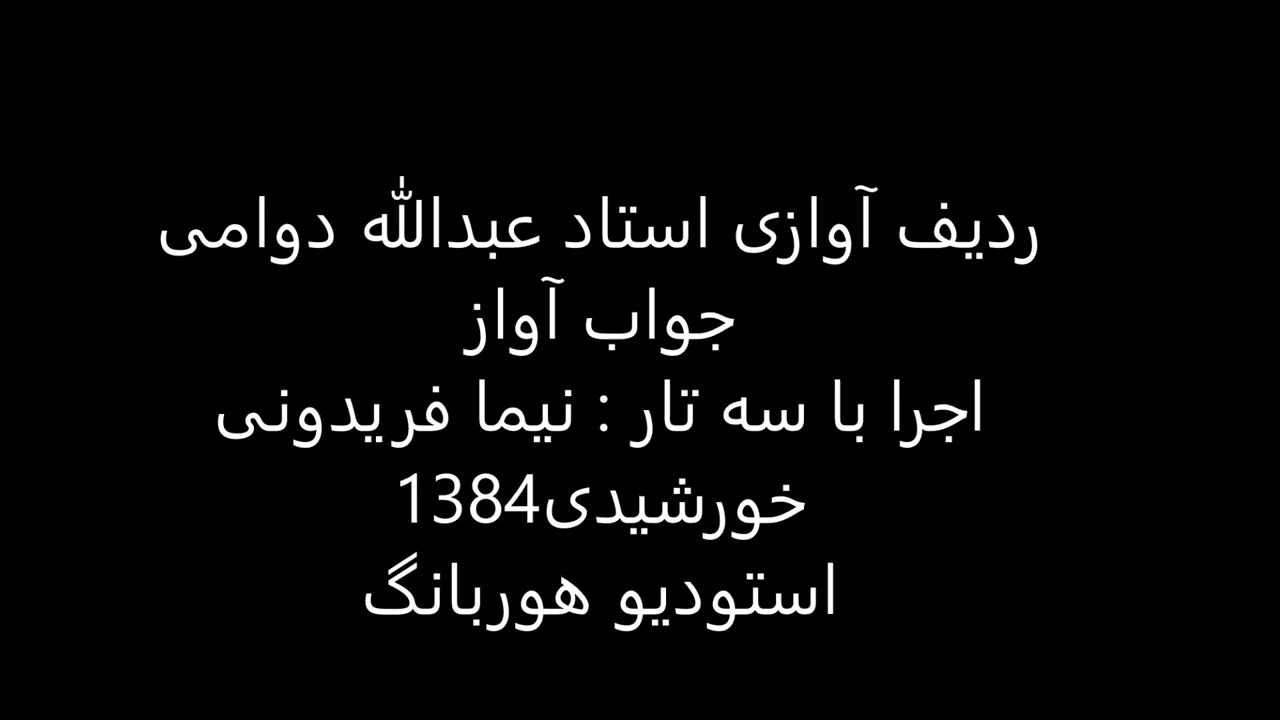 ردیف آوازی استاد عبدالله دوامی
جواب آواز
اجرا با سه تار : نیما فریدونی
خورشیدی1384
استودیو هوربانگ